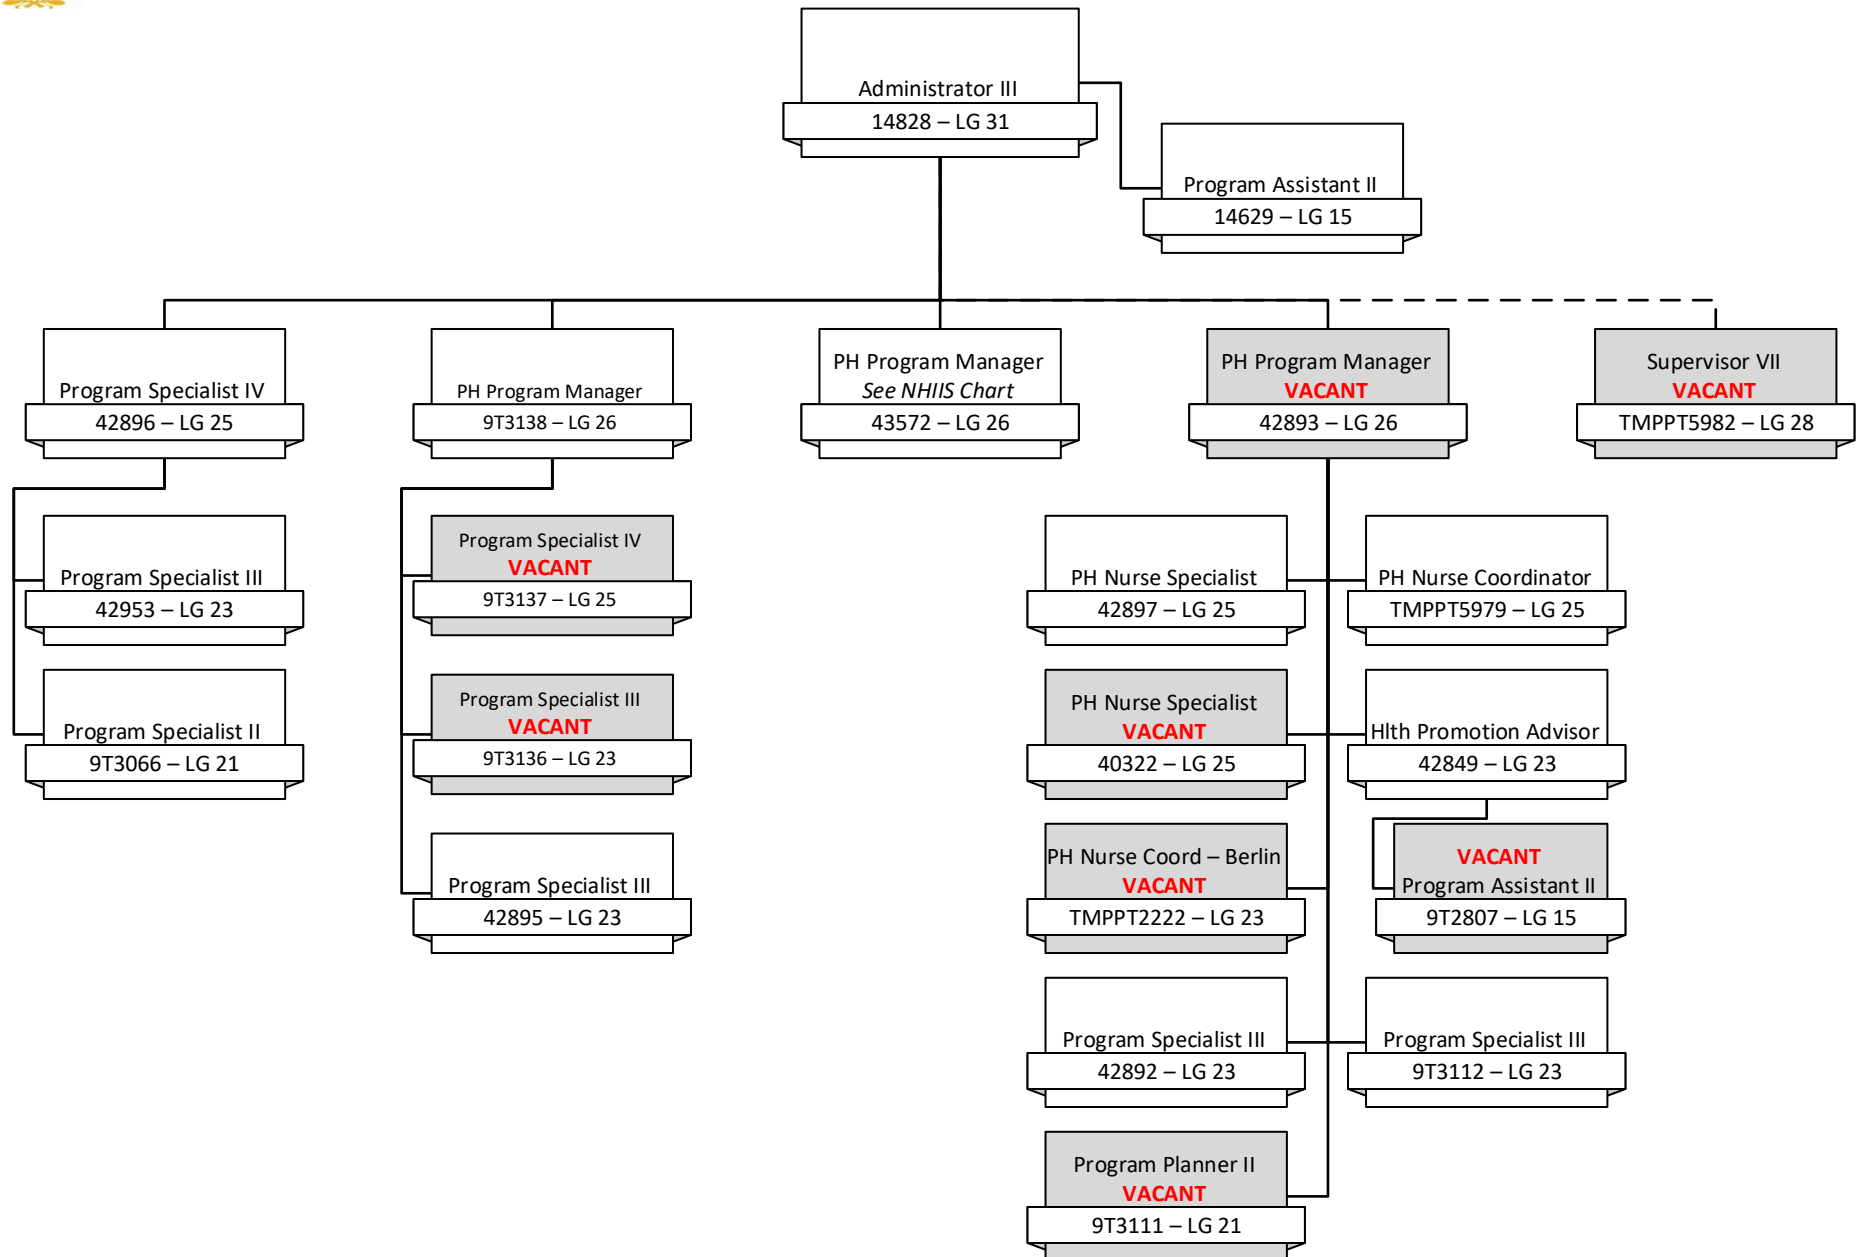 Administrator III
14828 – LG 31
Program Assistant II
14629 – LG 15
Program Specialist IV
42896 – LG 25
PH Program Manager
9T3138 – LG 26
PH Program Manager
See NHIIS Chart
43572 – LG 26
PH Program Manager
VACANT
42893 – LG 26
Supervisor VII
VACANT
TMPPT5982 – LG 28
Program Specialist III
42953 – LG 23
Program Specialist II
9T3066 – LG 21
Program Specialist IV
VACANT
9T3137 – LG 25
Program Specialist III
VACANT
9T3136 – LG 23
Program Specialist III
42895 – LG 23
PH Nurse Specialist
42897 – LG 25
PH Nurse Coordinator
TMPPT5979 – LG 25
PH Nurse Specialist
VACANT
40322 – LG 25
Hlth Promotion Advisor
42849 – LG 23
PH Nurse Coord – Berlin
VACANT
TMPPT2222 – LG 23
VACANT
Program Assistant II
9T2807 – LG 15
Program Specialist III
42892 – LG 23
Program Specialist III
9T3112 – LG 23
Program Planner II
VACANT
9T3111 – LG 21